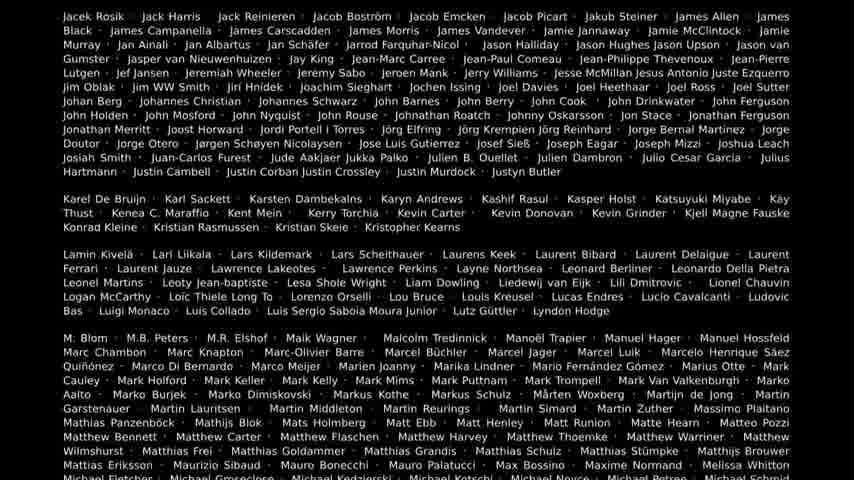 Jacek Rosik · Jack Harris · Jack Reinieren · Jacob Boström · Jacob Emcken · Jacob Picart · Jakub Steiner · James Allen · James
Black · James Campanella · James Carscadden · James Morris · James Vandever · Jamie Jannaway · Jamie McClintock · Jamie
Murray · Jan Ainali · Jan Albartus · Jan Schäfer · Jarrod Farquhar-Nicol · Jason Halliday · Jason Hughes Jason Upson · Jason van
Gumster · Jasper van Nieuwenhuizen · Jay King · Jean-Marc Carree · Jean-Paul Comeau · Jean-Philippe Thevenoux · Jean-Pierre
Lutgen · Jef Jansen · Jeremiah Wheeler · Jeremy Sabo · Jeroen Mank · Jerry Williams · Jesse McMillan Jesus Antonio Juste Ezquerro
Jim Oblak · Jim WW Smith · Jirí Hnídek · Joachim Sieghart · Jochen Issing · Joel Davies · Joel Heethaar · Joel Ross · Joel Sutter
Johan Berg · Johannes Christian · Johannes Schwarz · John Barnes · John Berry · John Cook · John Drinkwater · John Ferguson
John Holden · John Mosford · John Nyquist · John Rouse · Johnathan Roatch · Johnny Oskarsson · Jon Stace · Jonathan Ferguson
Jonathan Merritt · Joost Horward · Jordi Portell i Torres · Jörg Elfring · Jörg Krempien Jörg Reinhard · Jorge Bernal Martinez · Jorge
Doutor · Jorge Otero · Jørgen Schøyen Nicolaysen · Jose Luis Gutierrez · Josef Sieß · Joseph Eagar · Joseph Mizzi · Joshua Leach
Josiah Smith · Juan-Carlos Furest · Jude Aakjaer Jukka Palko · Julien B. Ouellet · Julien Dambron · Julio Cesar Garcia · Julius
Hartmann · Justin Cambell · Justin Corban Justin Crossley · Justin Murdock · Justyn Butler
Karel De Bruijn · Karl Sackett · Karsten Dambekalns · Karyn Andrews · Kashif Rasul · Kasper Holst · Katsuyuki Miyabe · Kay
Thust · Kenea C. Maraffio · Kent Mein · Kerry Torchia · Kevin Carter · Kevin Donovan · Kevin Grinder · Kjell Magne Fauske
Konrad Kleine · Kristian Rasmussen · Kristian Skeie · Kristopher Kearns
Lamin Kivelä · Lari Liikala · Lars Kildemark · Lars Scheithauer · Laurens Keek · Laurent Bibard · Laurent Delaigue · Laurent
Ferrari · Laurent Jauze · Lawrence Lakeotes · Lawrence Perkins · Layne Northsea · Leonard Berliner · Leonardo Della Pietra
Leonel Martins · Leoty Jean-baptiste · Lesa Shole Wright · Liam Dowling · Liedewij van Eijk · Lili Dmitrovic · Lionel Chauvin
Logan McCarthy · Loïc Thiele Long To · Lorenzo Orselli · Lou Bruce · Louis Kreusel · Lucas Endres · Lucio Cavalcanti · Ludovic
Bas · Luigi Monaco · Luis Collado · Luis Sergio Saboia Moura Junior · Lutz Güttler · Lyndon Hodge
M. Blom · M.B. Peters · M.R. Elshof · Maik Wagner · Malcolm Tredinnick · Manoël Trapier · Manuel Hager · Manuel Hossfeld
Marc Chambon · Marc Knapton · Marc-Olivier Barre · Marcel Büchler · Marcel Jager · Marcel Luik · Marcelo Henrique Sáez
Quiñónez · Marco Di Bernardo · Marco Meijer · Marien Joanny · Marika Lindner · Mario Fernández Gómez · Marius Otte · Mark
Cauley · Mark Holford · Mark Keller · Mark Kelly · Mark Mims · Mark Puttnam · Mark Trompell · Mark Van Valkenburgh · Marko
Aalto · Marko Burjek · Marko Dimiskovski · Markus Kothe · Markus Schulz · Mårten Woxberg · Martijn de Jong · Martin
Garstenauer · Martin Lauritsen · Martin Middleton · Martin Reurings · Martin Simard · Martin Zuther · Massimo Plaitano
Mathias Panzenböck · Mathijs Blok · Mats Holmberg · Matt Ebb · Matt Henley · Matt Runion · Matte Hearn · Matteo Pozzi
Matthew Bennett · Matthew Carter · Matthew Flaschen · Matthew Harvey · Matthew Thoemke · Matthew Warriner · Matthew
Wilmshurst · Matthias Frei · Matthias Goldammer · Matthias Grandis · Matthias Schulz · Matthias Stümpke · Matthijs Brouwer
Mattias Eriksson · Maurizio Sibaud · Mauro Bonecchi · Mauro Palatucci · Max Bossino · Maxime Normand · Melissa Whitton
Michael Fletcher · Michael Groseclose · Michael Kedzierski · Michael Kotschi · Michael Noyce · Michael Petree · Michael Schmid